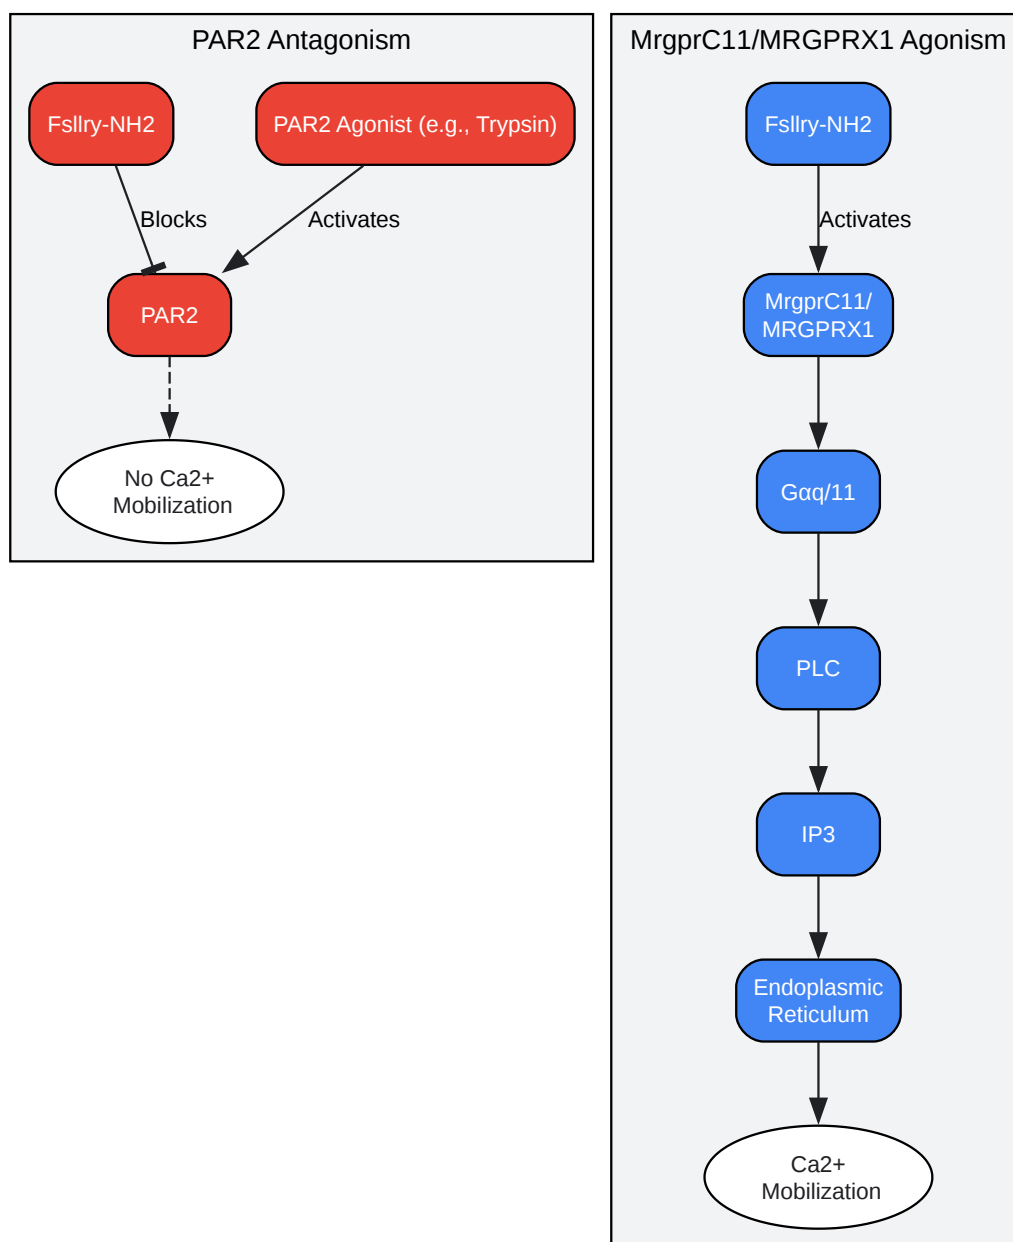 PAR2 Antagonism
Fsllry-NH2
PAR2 Agonist (e.g., Trypsin)
Blocks
Activates
PAR2
No Ca2+
Mobilization
MrgprC11/MRGPRX1 Agonism
Fsllry-NH2
Activates
MrgprC11/
MRGPRX1
Gαq/11
PLC
IP3
Endoplasmic
Reticulum
Ca2+
Mobilization